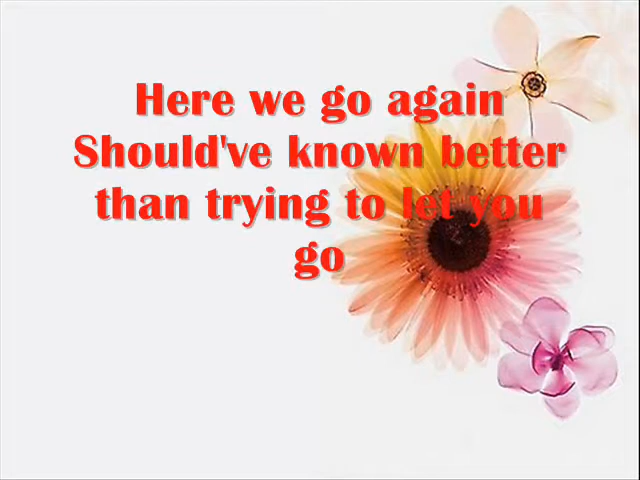 Here we go again
Should've known better
than trying to let you
go